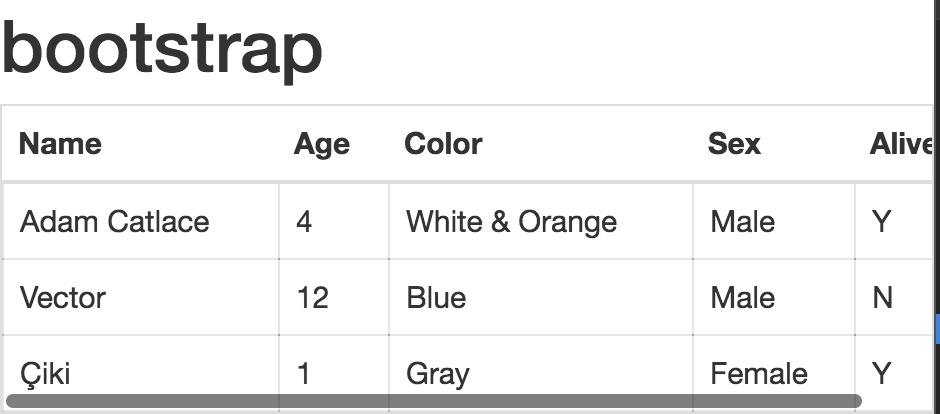 bootstrap
Name Age Color Sex Alive
Adam Catlace 4 White & Orange Male Y
Vector 12 Blue Male N
Çiki 1 Gray Female Y